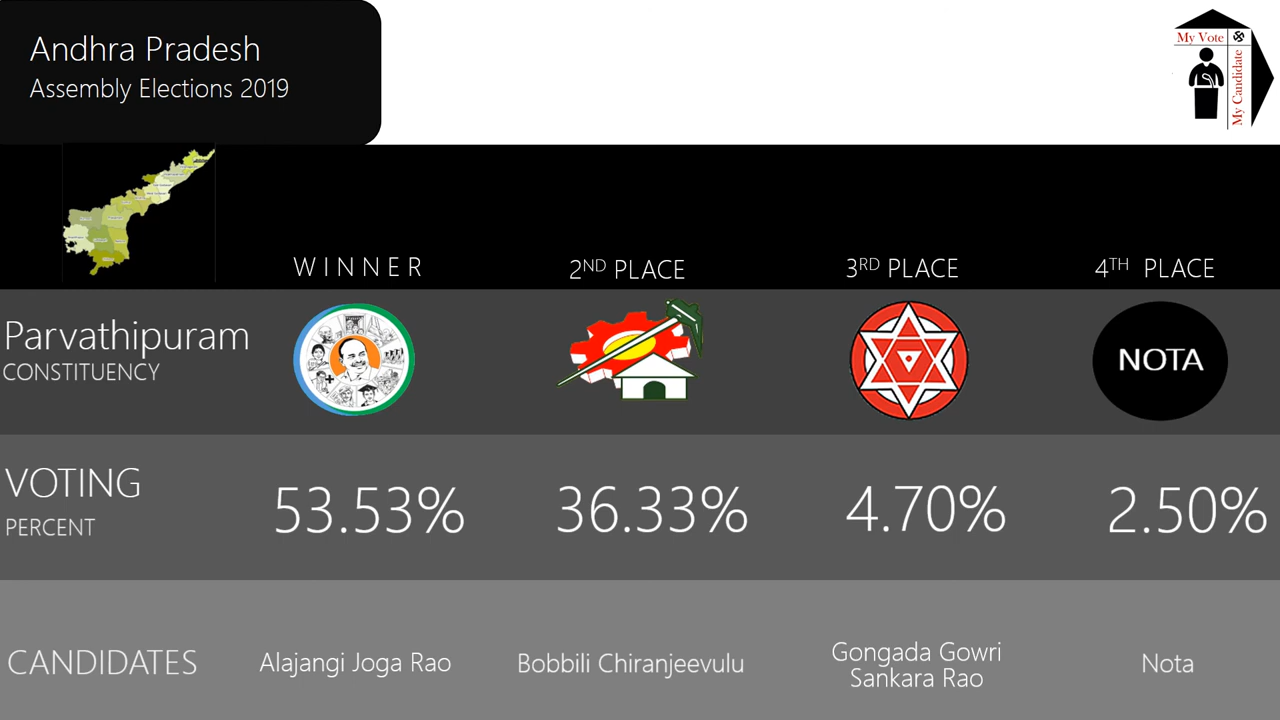 Andhra Pradesh
Assembly Elections 2019
My Vote
My Candidate
WINNER
2ND PLACE
3RD PLACE
4TH PLACE
Parvathipuram
CONSTITUENCY
NOTA
VOTING
PERCENT
53.53%
36.33%
4.70%
2.50%
CANDIDATES
Alajangi Joga Rao
Bobbili Chiranjeevulu
Gongada Gowri
Sankara Rao
Nota